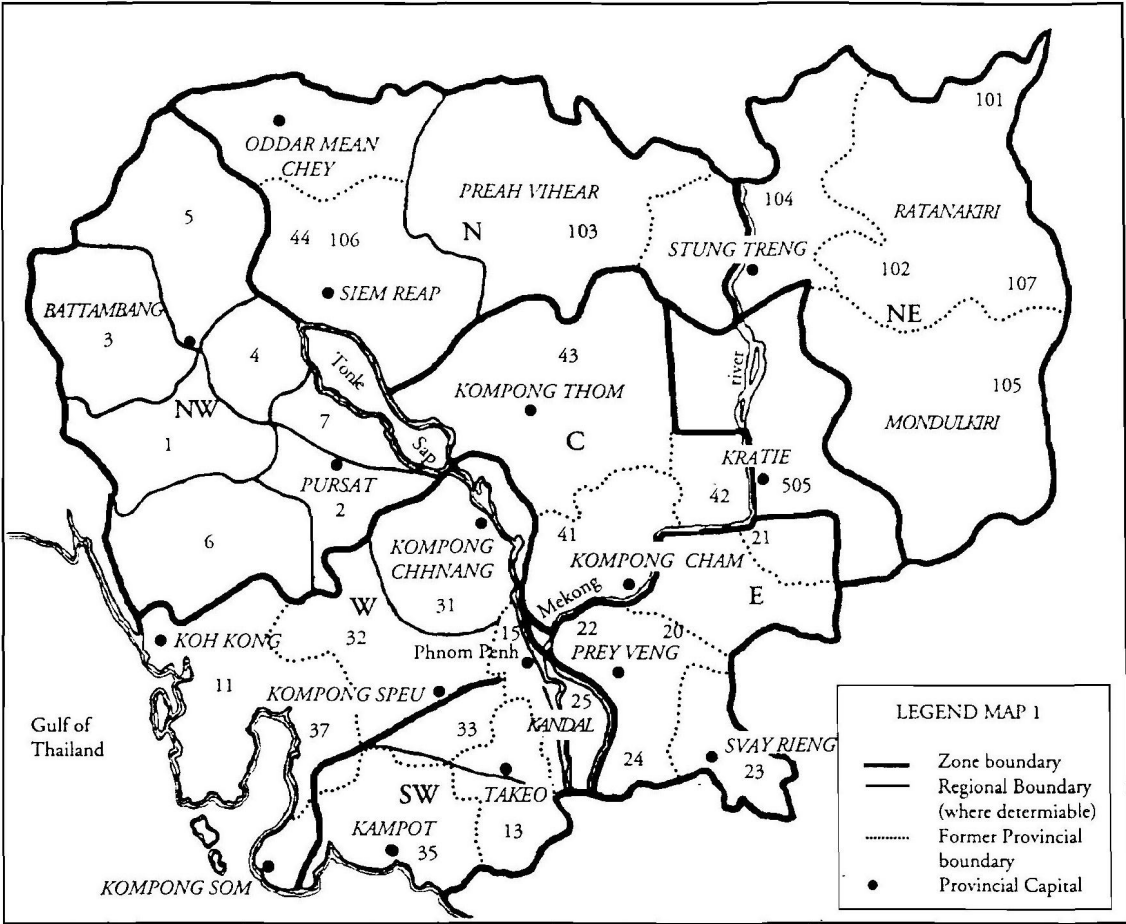 101
ODDAR MEAN
CHEY
PREAH VIHEAR
104
5
RATANAKIRI
44
106
N
103
STUNG TRENG
102
107
SIEM REAP
NE
BATTAMBANG
3
4
43
river
Tonle
Sap
KOMPONG THOM
105
NW
7
C
MONDULKIRI
1
PURSAT
2
KRATIE
505
42
6
41
21
KOMPONG
CHHNANG
KOMPONG CHAM
31
Mekong
E
W
32
15
22
20
KOH KONG
Phnom Penh
PREY VENG
11
KOMPONG SPEU
25
37
33
KANDAL
Gulf of
Thailand
24
SVAY RIENG
23
SW
TAKEO
KAMPOT
35
13
KOMPONG SOM
LEGEND MAP 1
Zone boundary
Regional Boundary
(where determiable)
Former Provincial
boundary
Provincial Capital